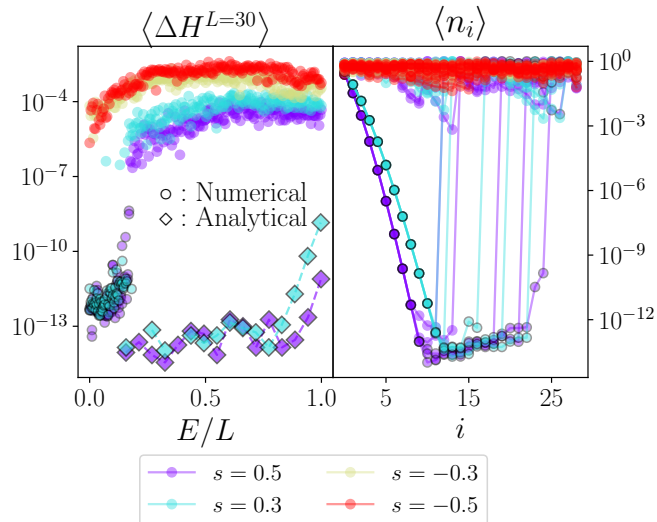 ⟨ΔH^{L=30}⟩
⟨n_i⟩
10^{-4}
10^{-7}
10^{-10}
10^{-13}
○ : Numerical
◇ : Analytical
10^{0}
10^{-3}
10^{-6}
10^{-9}
10^{-12}
0.0 0.5 1.0
5 15 25
E/L
i
s = 0.5
s = −0.3
s = 0.3
s = −0.5